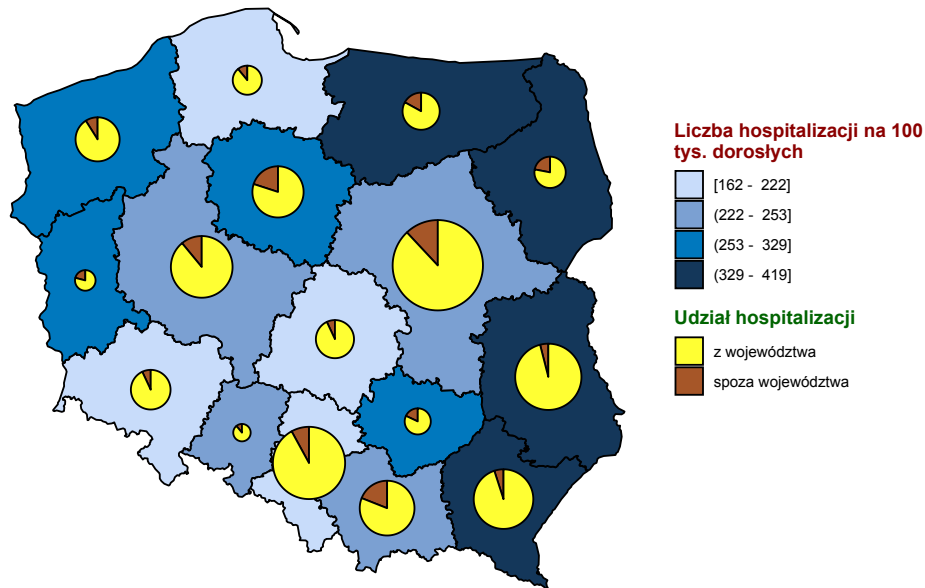 Liczba hospitalizacji na 100
tys. dorosłych
[162 - 222]
(222 - 253]
(253 - 329]
(329 - 419]
Udział hospitalizacji
z województwa
spoza województwa